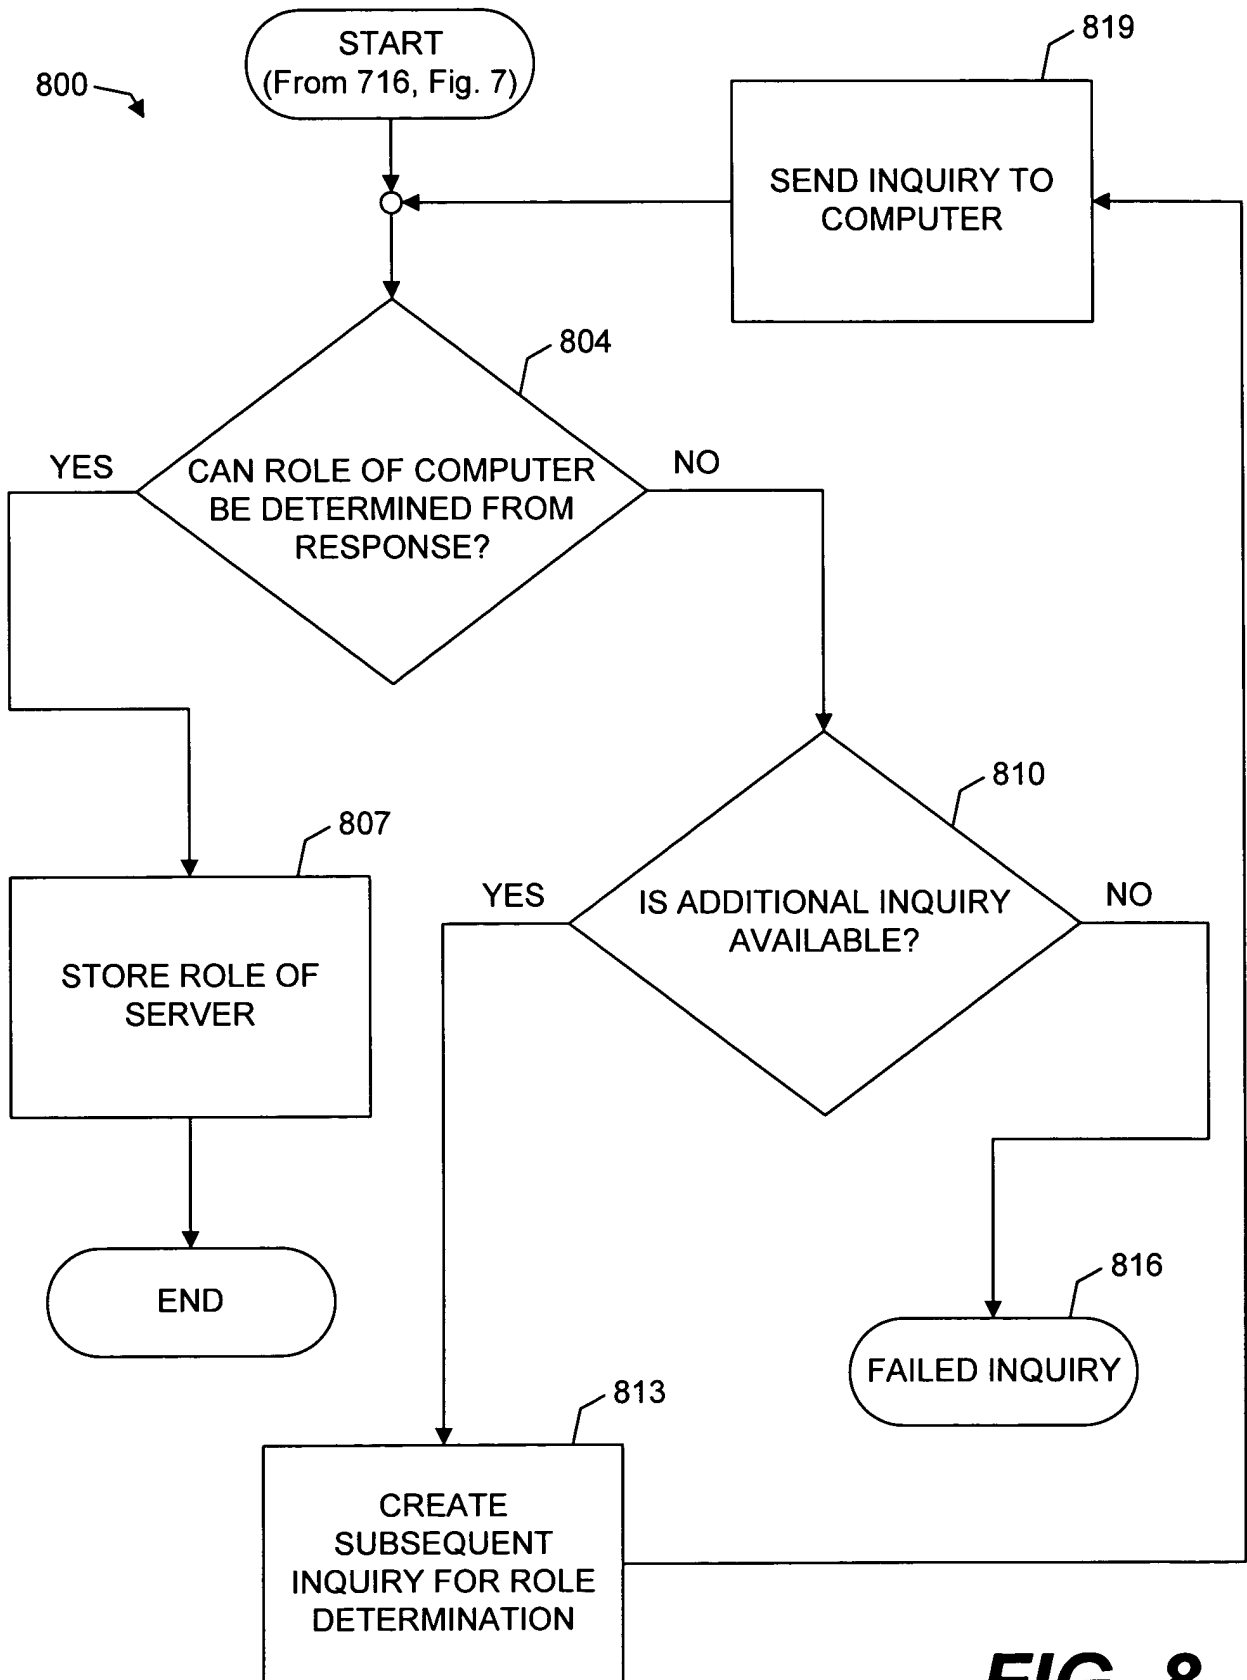 START
(From 716, Fig. 7)
800
819
SEND INQUIRY TO
COMPUTER
804
YES
CAN ROLE OF COMPUTER
BE DETERMINED FROM
RESPONSE?
NO
810
807
YES
IS ADDITIONAL INQUIRY
AVAILABLE?
NO
STORE ROLE OF
SERVER
END
816
FAILED INQUIRY
813
CREATE
SUBSEQUENT
INQUIRY FOR ROLE
DETERMINATION
FIG. 8